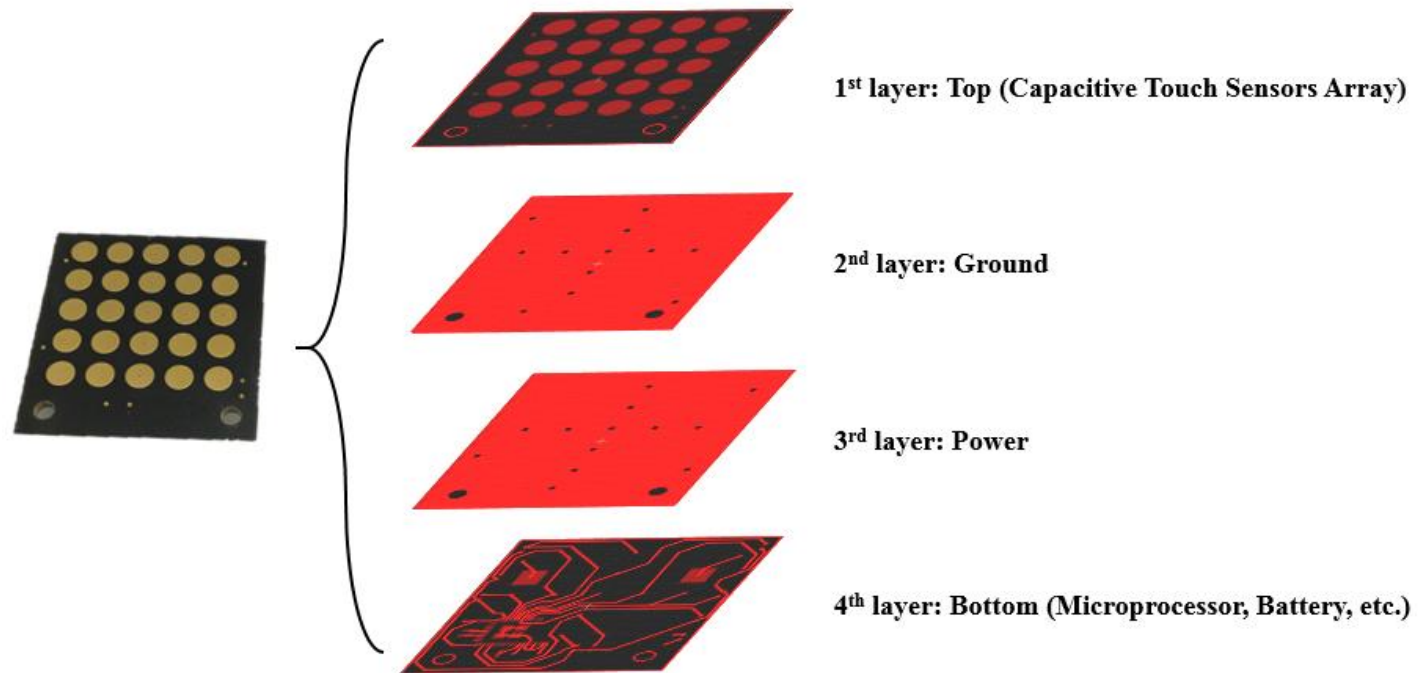 1st layer: Top (Capacitive Touch Sensors Array)
2nd layer: Ground
3rd layer: Power
4th layer: Bottom (Microprocessor, Battery, etc.)